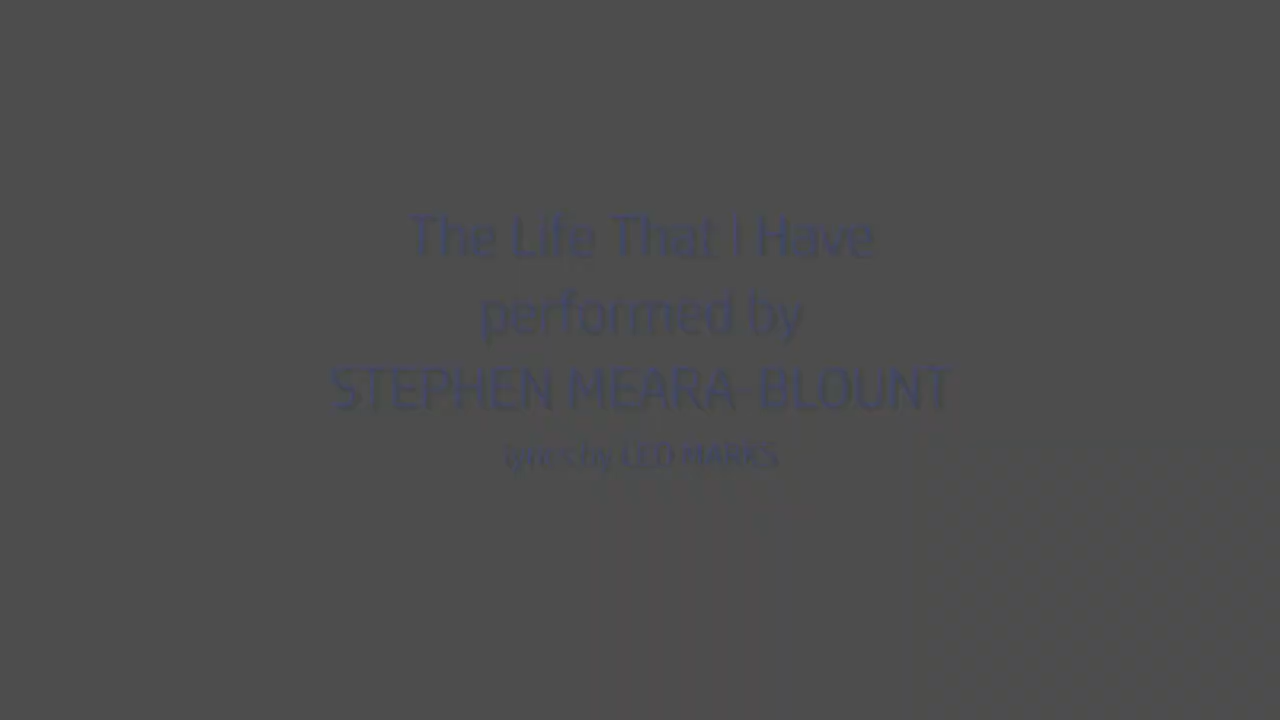 The Life That I Have
performed by
STEPHEN MEARA-BLOUNT
lyrics by LEO MARKS